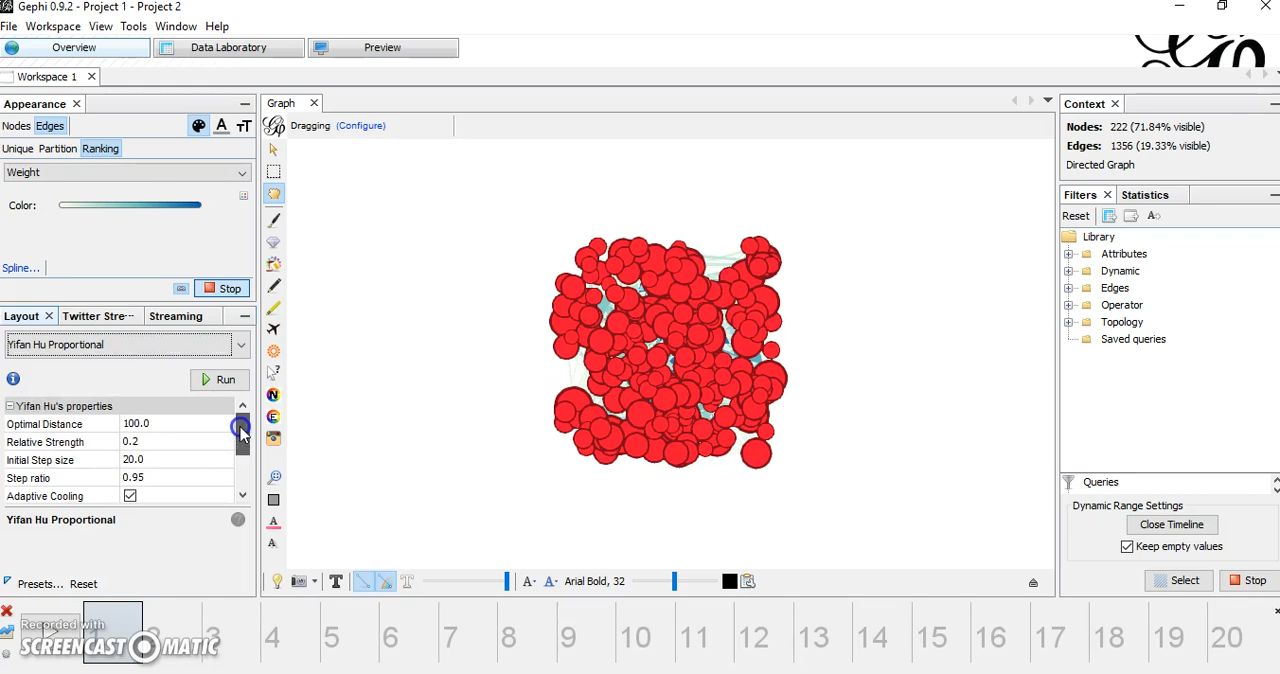 Gephi 0.9.2 - Project 1 - Project 2
File Workspace View Tools Window Help
Overview Data Laboratory Preview
Workspace 1
Appearance
Nodes Edges
Unique Partition Ranking
Weight
Color:
Spline...
Stop
Layout Twitter Stre··· Streaming
Yifan Hu Proportional
Run
Yifan Hu's properties
Optimal Distance 100.0
Relative Strength 0.2
Initial Step size 20.0
Step ratio 0.95
Adaptive Cooling
Yifan Hu Proportional
Presets... Reset
Graph
Dragging (Configure)
Arial Bold, 32
Context
Nodes: 222 (71.84% visible)
Edges: 1356 (19.33% visible)
Directed Graph
Filters Statistics
Reset
Library
Attributes
Dynamic
Edges
Operator
Topology
Saved queries
Queries
Dynamic Range Settings
Close Timeline
Keep empty values
Select Stop
2 3 4 5 6 7 8 9 10 11 12 13 14 15 16 17 18 19 20
Recorded with
SCREENCAST MATIC